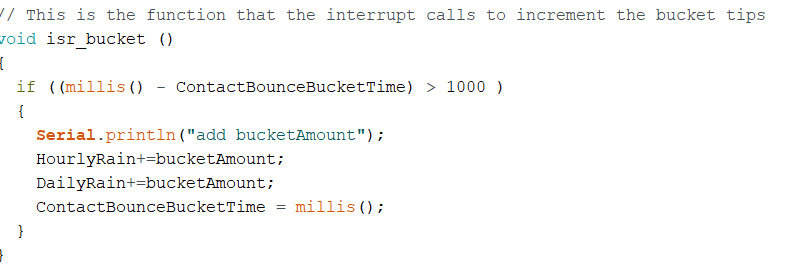 // This is the function that the interrupt calls to increment the bucket tips
void isr_bucket ()
{
if ((millis() - ContactBounceBucketTime) > 1000 )
{
Serial.println("add bucketAmount");
HourlyRain+=bucketAmount;
DailyRain+=bucketAmount;
ContactBounceBucketTime = millis();
}
}